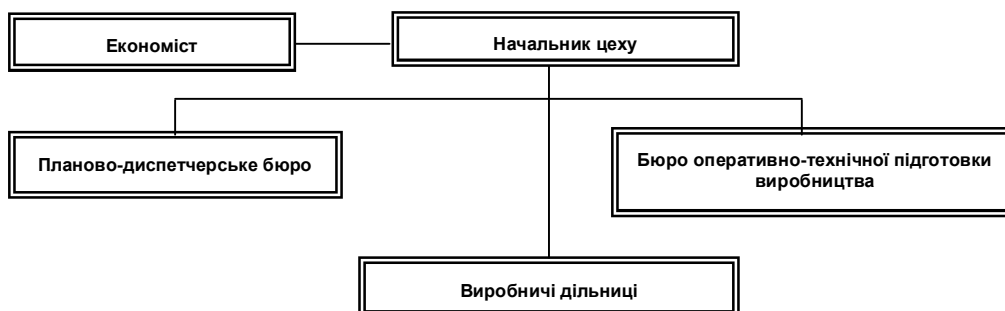 Економіст
Начальник цеху
Планово-диспетчерське бюро
Бюро оперативно-технічної підготовки
виробництва
Виробничі дільниці